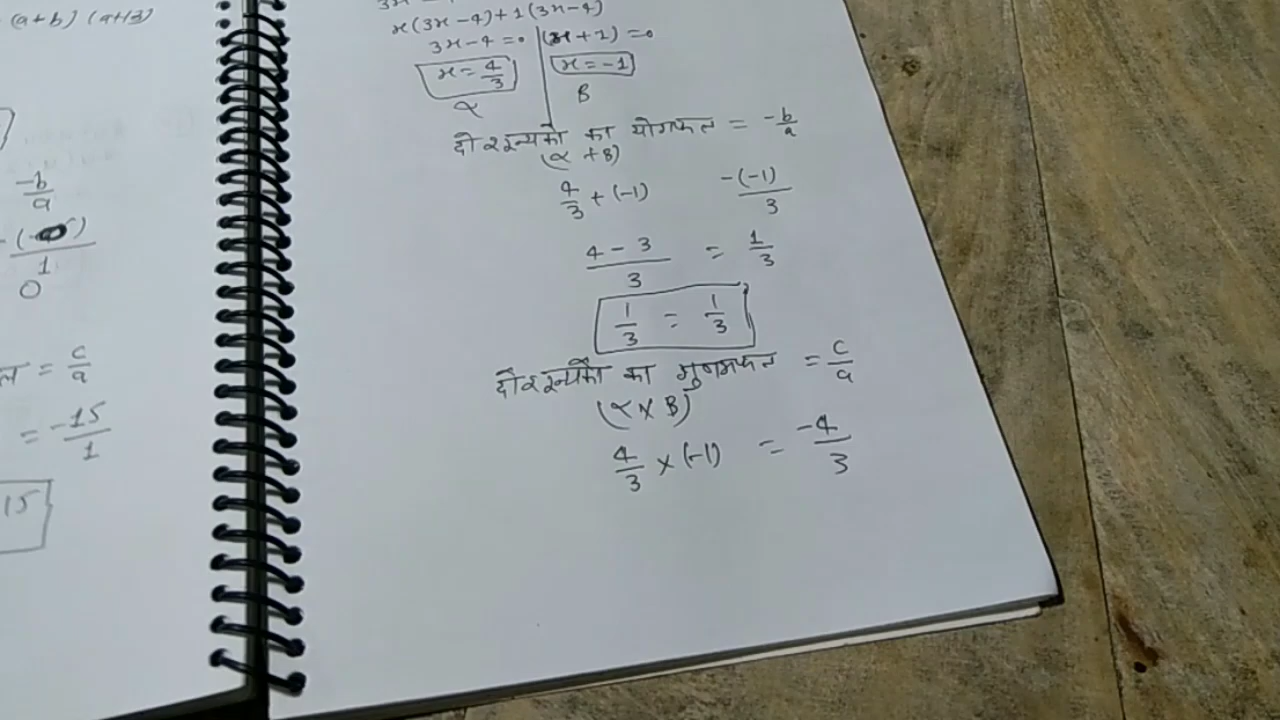 (a+b) (a+3)
-b/a
1
0
= c/a
= -15/1
15
x(3x-4)+1(3x-4)
3x-4=0 | (x+1)=0
x = 4/3 | x = -1
α β
दो शून्यको का योगफल = -b/a
(α + β)
4/3 + (-1) -(-1)/3
4-3/3 = 1/3
1/3 = 1/3
दो शून्यको का गुणनफल = c/a
(α × β)
4/3 × (-1) = -4/3